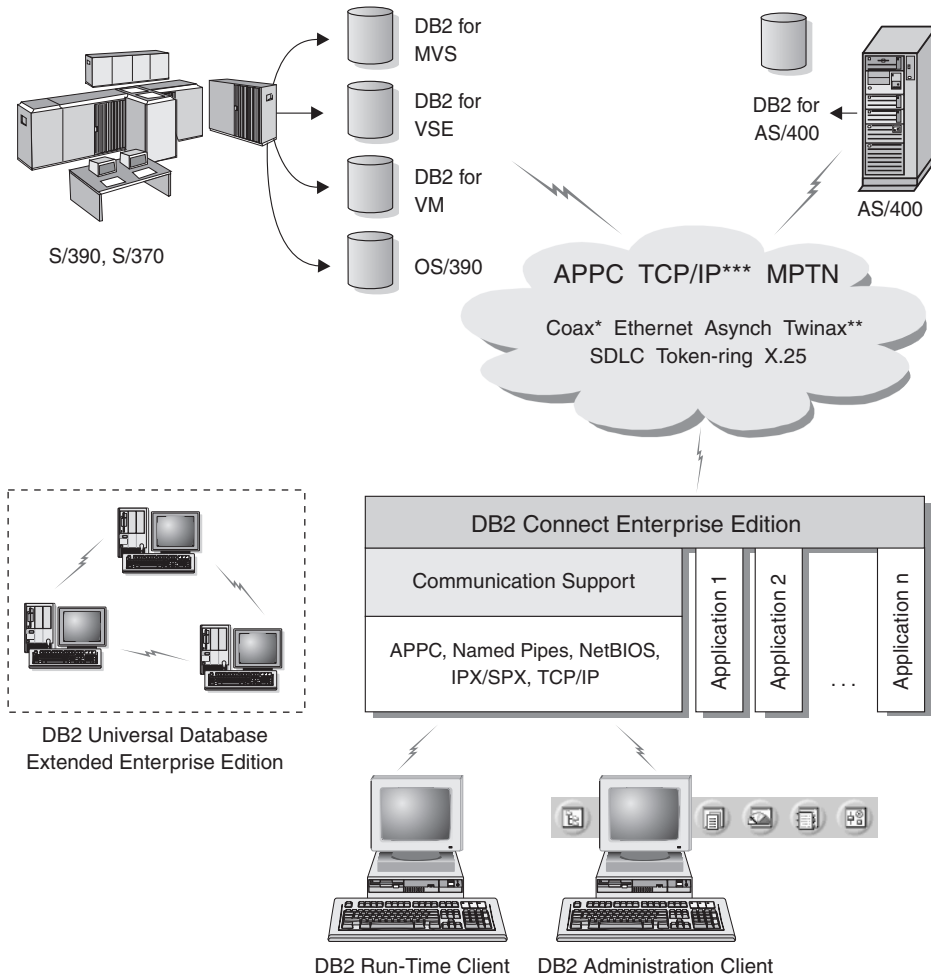 DB2 for
MVS
DB2 for
VSE
DB2 for
VM
OS/390
S/390, S/370
DB2 for
AS/400
AS/400
APPC TCP/IP*** MPTN
Coax* Ethernet Asynch Twinax**
SDLC Token-ring X.25
DB2 Universal Database
Extended Enterprise Edition
DB2 Connect Enterprise Edition
Communication Support
APPC, Named Pipes, NetBIOS,
IPX/SPX, TCP/IP
Application 1
Application 2
. . .
Application n
DB2 Run-Time Client
DB2 Administration Client